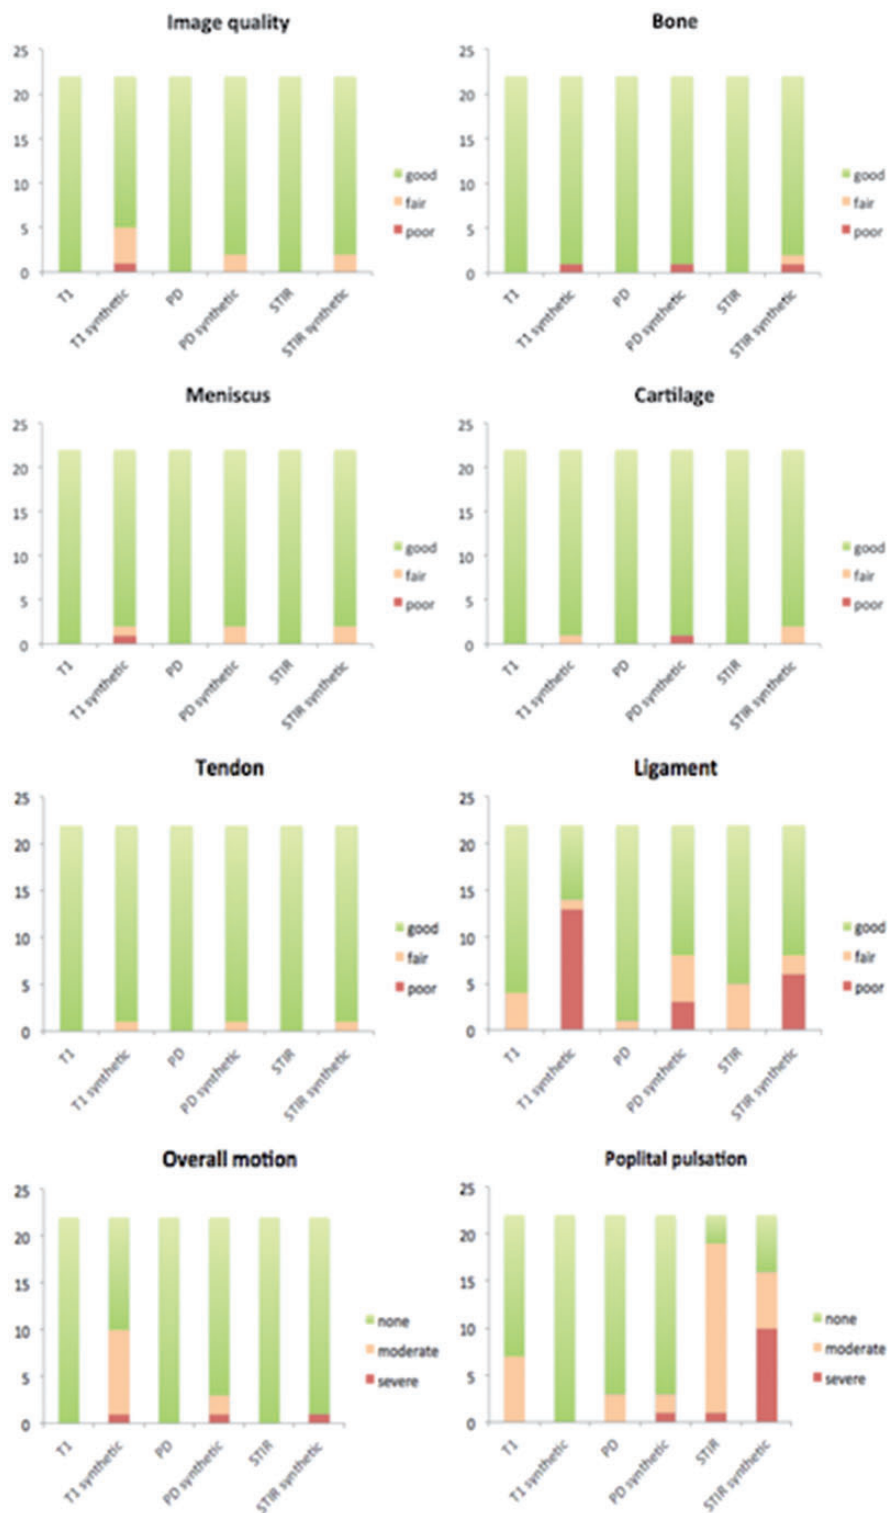 Image quality
25
20
15
10
5
0
T1
T1 synthetic
PD
PD synthetic
STIR
STIR synthetic
good
fair
poor
Bone
25
20
15
10
5
0
T1
T1 synthetic
PD
PD synthetic
STIR
STIR synthetic
good
fair
poor
Meniscus
25
20
15
10
5
0
T1
T1 synthetic
PD
PD synthetic
STIR
STIR synthetic
good
fair
poor
Cartilage
25
20
15
10
5
0
T1
T1 synthetic
PD
PD synthetic
STIR
STIR synthetic
good
fair
poor
Tendon
25
20
15
10
5
0
T1
T1 synthetic
PD
PD synthetic
STIR
STIR synthetic
good
fair
poor
Ligament
25
20
15
10
5
0
T1
T1 synthetic
PD
PD synthetic
STIR
STIR synthetic
good
fair
poor
Overall motion
25
20
15
10
5
0
T1
T1 synthetic
PD
PD synthetic
STIR
STIR synthetic
none
moderate
severe
Poplital pulsation
25
20
15
10
5
0
T1
T1 synthetic
PD
PD synthetic
STIR
STIR synthetic
none
moderate
severe